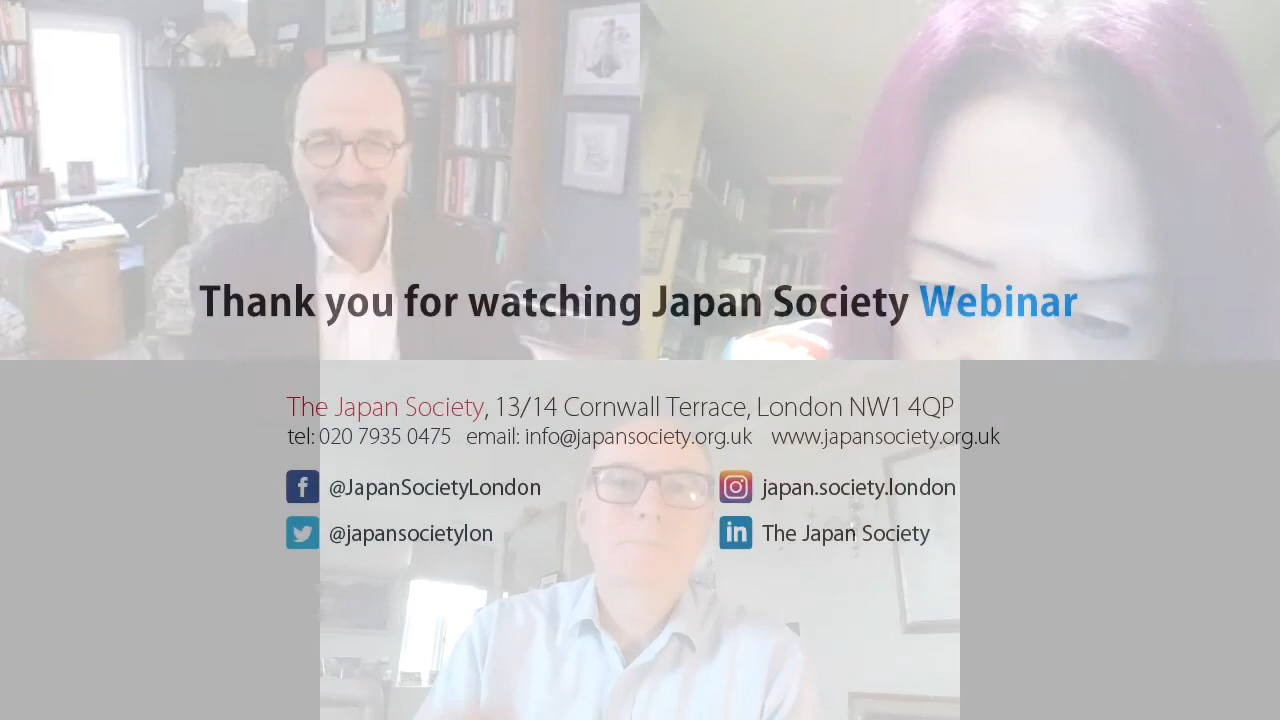 Thank you for watching Japan Society Webinar
The Japan Society, 13/14 Cornwall Terrace, London NW1 4QP
tel: 020 7935 0475 email: info@japansociety.org.uk www.japansociety.org.uk
@JapanSocietyLondon japan.society.london
@japansocietylon The Japan Society